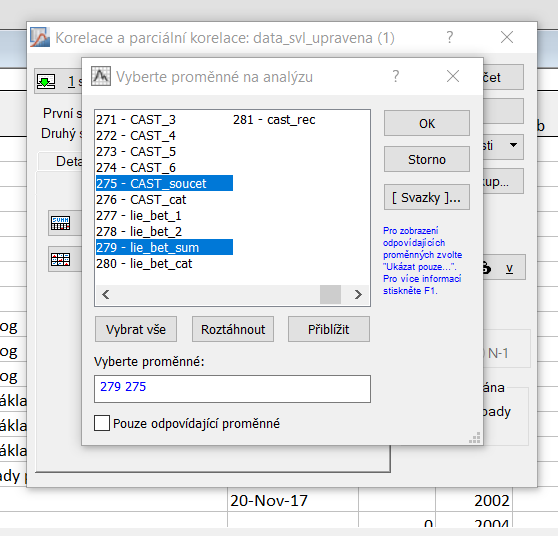 Korelace a parciální korelace: data_svl_upravena (1)
Vyberte proměnné na analýzu
1 s
čet
První s
Druhý s
sti
kup...
Deta
b
271 - CAST_3
272 - CAST_4
273 - CAST_5
274 - CAST_6
275 - CAST_soucet
276 - CAST_cat
277 - lie_bet_1
278 - lie_bet_2
279 - lie_bet_sum
280 - lie_bet_cat
281 - cast_rec
OK
Storno
[ Svazky ]...
Pro zobrazení
odpovídajících
proměnných zvolte
"Ukázat pouze...".
Pro více informací
stiskněte F1.
v
Vybrat vše
Roztáhnout
Přiblížit
Vyberte proměnné:
279 275
Pouze odpovídající proměnné
N-1
ána
pady
og
og
og
ákla
ákla
ákla
ákla
ady p
20-Nov-17
2002
0
2004